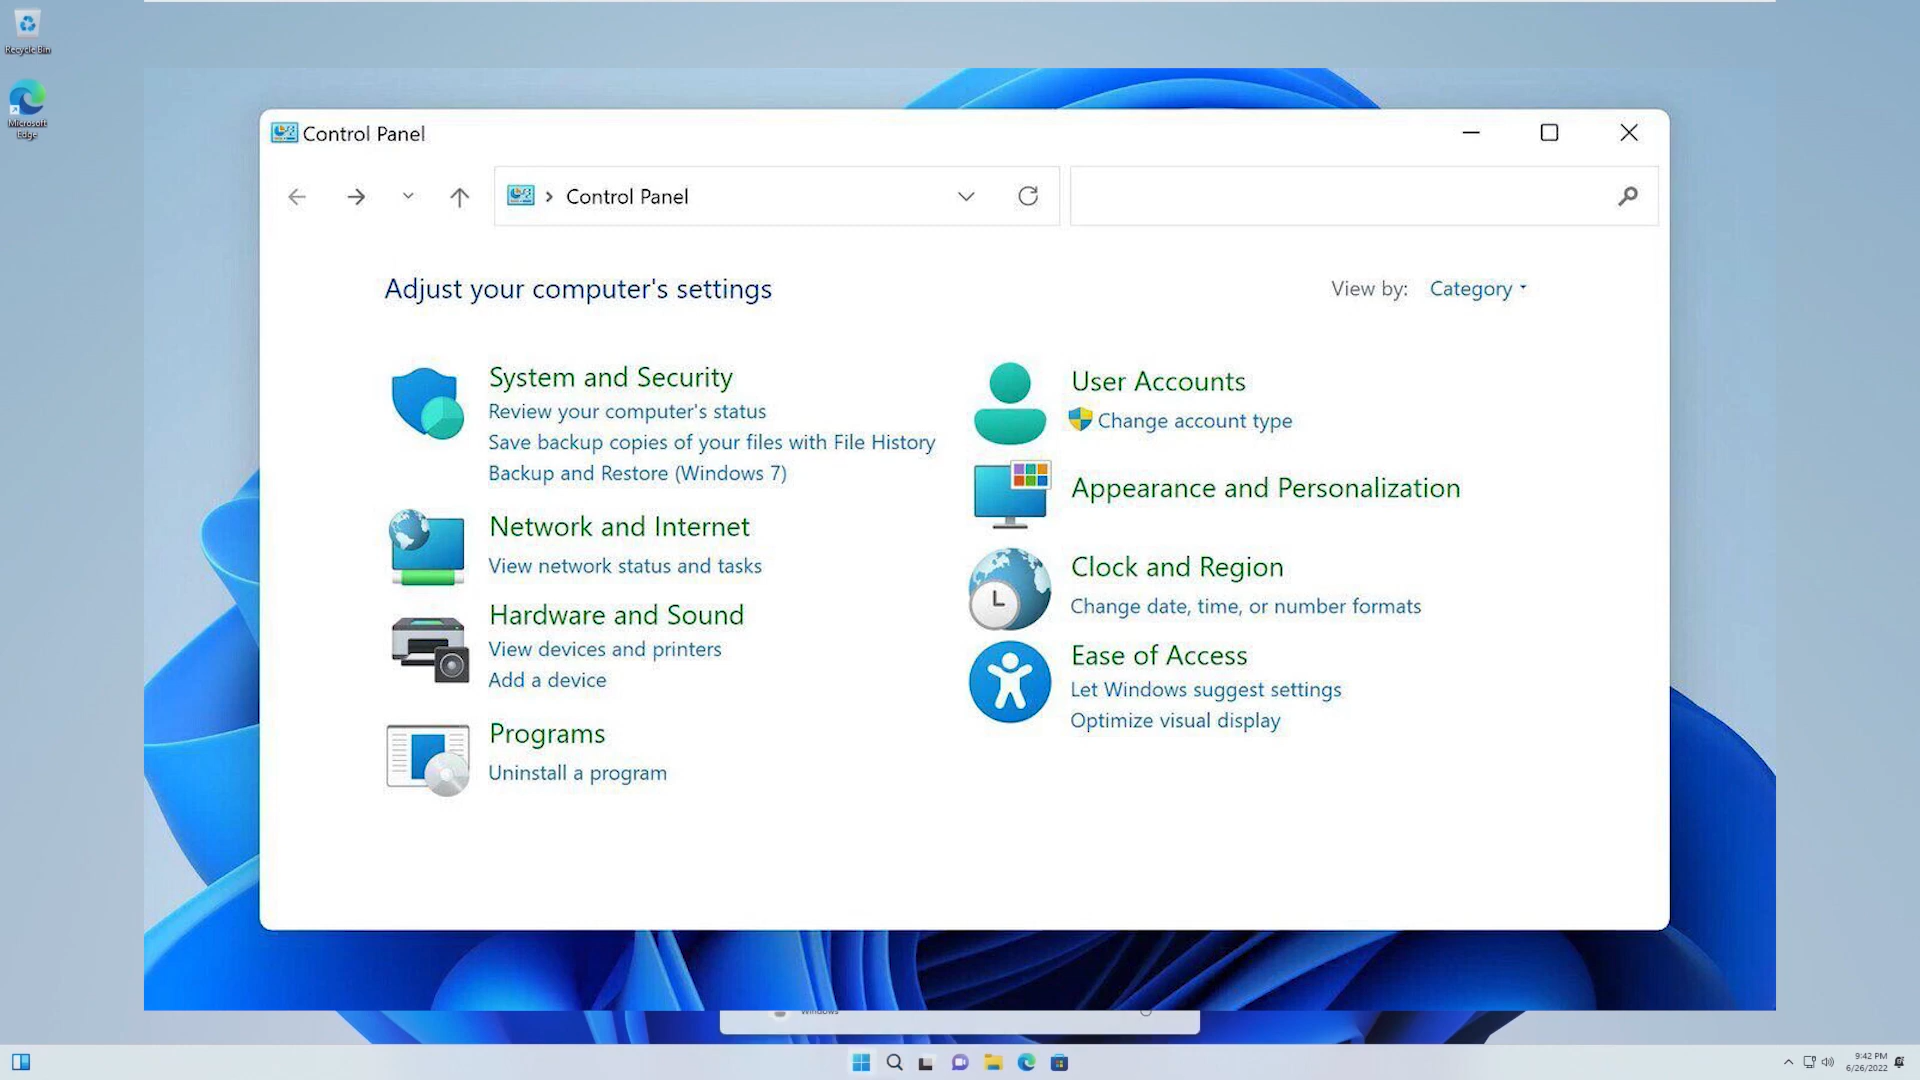 Recycle Bin
Microsoft
Edge
Control Panel
Control Panel
Adjust your computer's settings
View by: Category
System and Security
Review your computer's status
Save backup copies of your files with File History
Backup and Restore (Windows 7)
Network and Internet
View network status and tasks
Hardware and Sound
View devices and printers
Add a device
Programs
Uninstall a program
User Accounts
Change account type
Appearance and Personalization
Clock and Region
Change date, time, or number formats
Ease of Access
Let Windows suggest settings
Optimize visual display
Windows
9:42 PM
6/26/2022